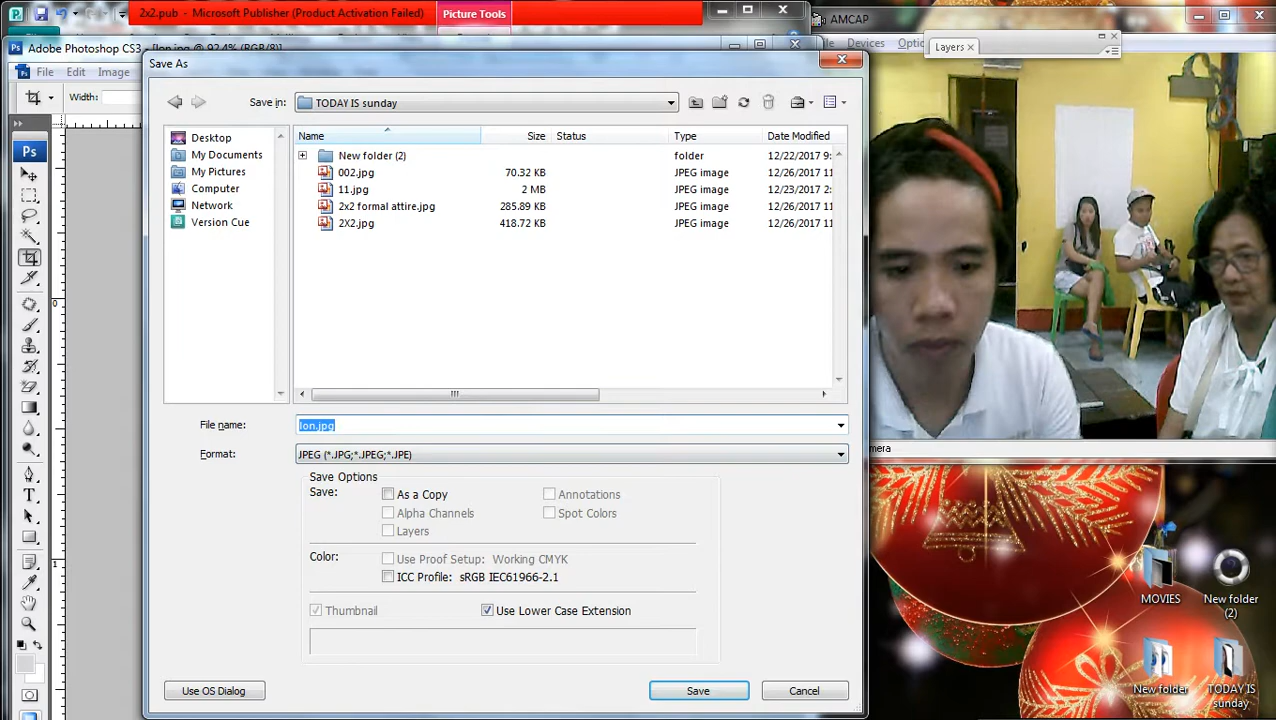 2x2.pub - Microsoft Publisher (Product Activation Failed)
Picture Tools
AMCAP
Adobe Photoshop CS3 - [lon.jpg @ 92.4% (RGB/8)]
Devices
Layers
File Edit Image
Save As
Width:
Save in: TODAY IS sunday
Name Size Status Type Date Modified
Desktop
My Documents
My Pictures
Computer
Network
Version Cue
New folder (2) folder 12/22/2017 9:
002.jpg 70.32 KB JPEG image 12/26/2017 11
11.jpg 2 MB JPEG image 12/23/2017 2:
2x2 formal attire.jpg 285.89 KB JPEG image 12/26/2017 11
2X2.jpg 418.72 KB JPEG image 12/26/2017 11
Ps
File name: lon.jpg
Format: JPEG (*.JPG;*.JPEG;*.JPE)
Save Options
Save: As a Copy Annotations
Alpha Channels Spot Colors
Layers
Color: Use Proof Setup: Working CMYK
ICC Profile: sRGB IEC61966-2.1
Thumbnail Use Lower Case Extension
Use OS Dialog Save Cancel
MOVIES
New folder
(2)
New folder
TODAY IS
sunday